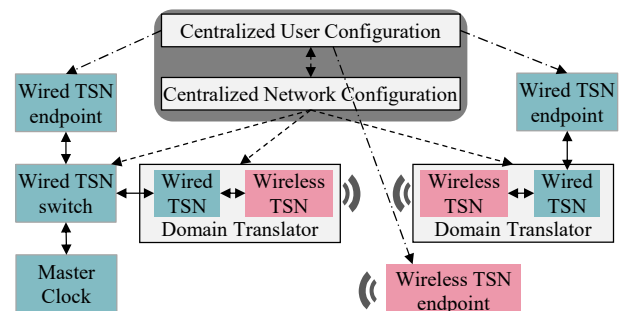 Centralized User Configuration
Centralized Network Configuration
Wired TSN
endpoint
Wired TSN
endpoint
Wired TSN
switch
Wired
TSN
Wireless
TSN
Domain Translator
Wireless
TSN
Wired
TSN
Domain Translator
Master
Clock
Wireless TSN
endpoint